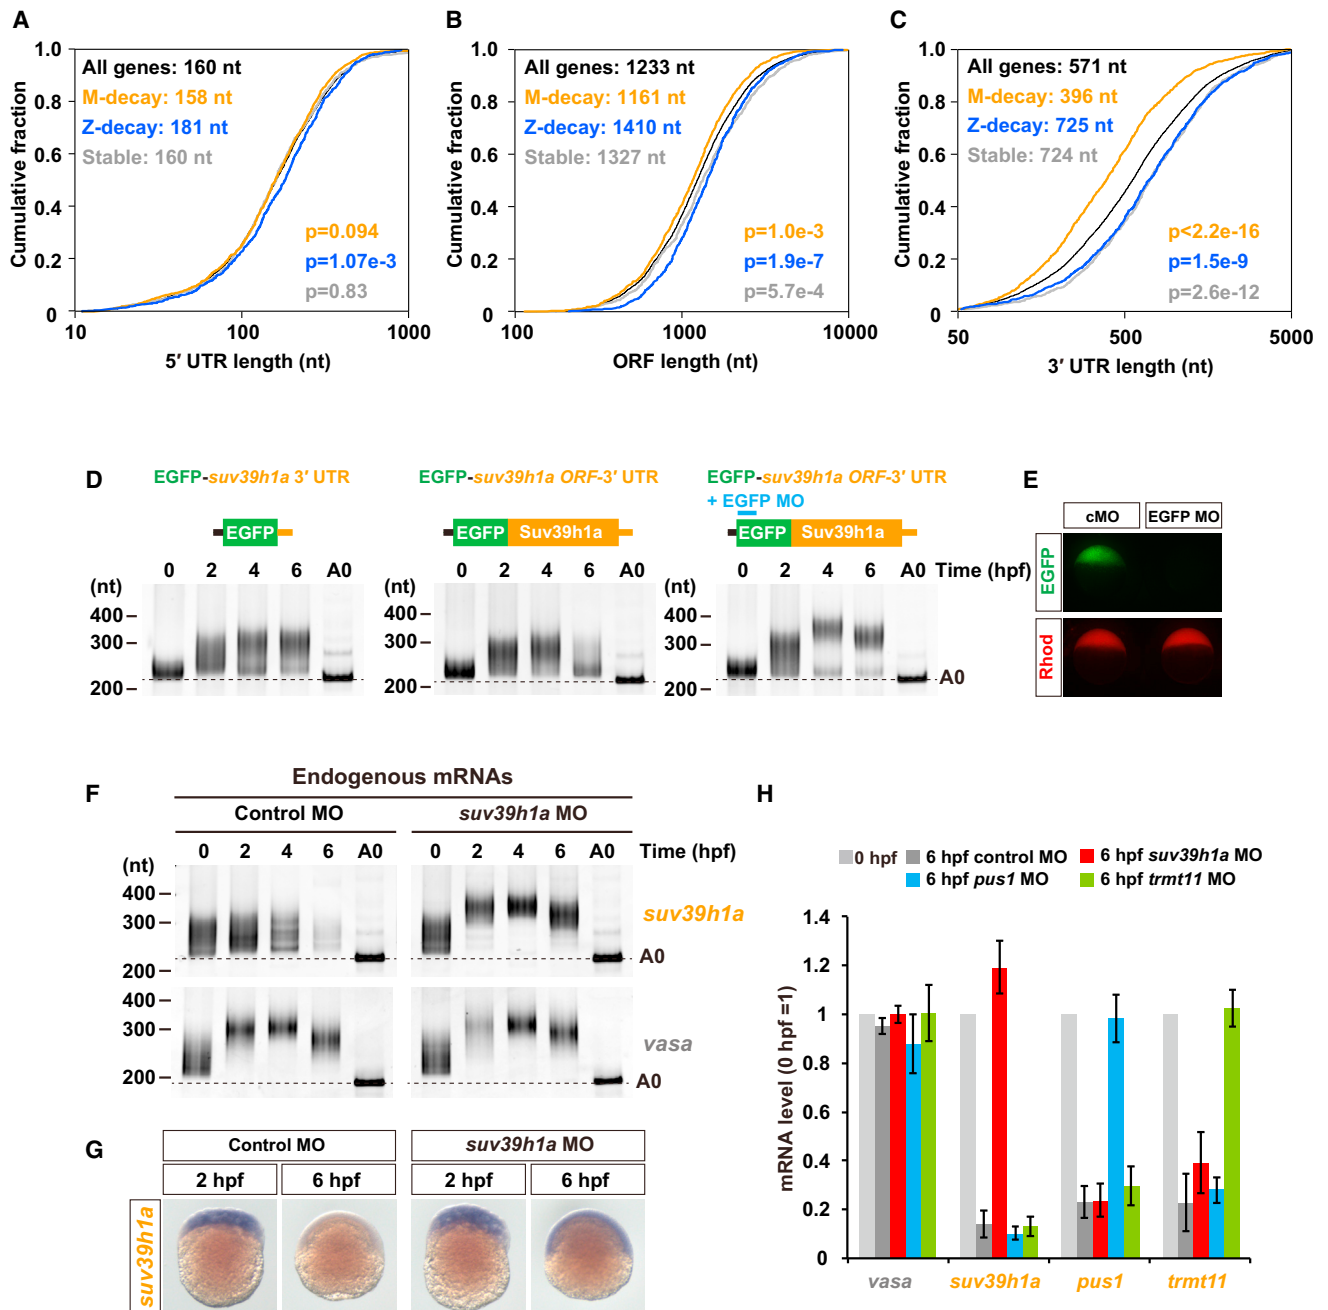 A
Cumulative fraction
1.0
0.8
0.6
0.4
0.2
0
All genes: 160 nt
M-decay: 158 nt
Z-decay: 181 nt
Stable: 160 nt
p=0.094
p=1.07e-3
p=0.83
10 100 1000
5′ UTR length (nt)
B
Cumulative fraction
1.0
0.8
0.6
0.4
0.2
0
All genes: 1233 nt
M-decay: 1161 nt
Z-decay: 1410 nt
Stable: 1327 nt
p=1.0e-3
p=1.9e-7
p=5.7e-4
100 1000 10000
ORF length (nt)
C
Cumulative fraction
1.0
0.8
0.6
0.4
0.2
0
All genes: 571 nt
M-decay: 396 nt
Z-decay: 725 nt
Stable: 724 nt
p<2.2e-16
p=1.5e-9
p=2.6e-12
50 500 5000
3′ UTR length (nt)
D
EGFP-suv39h1a 3′ UTR
EGFP
(nt) 0 2 4 6 A0
400
300
200
EGFP-suv39h1a ORF-3′ UTR
EGFP Suv39h1a
(nt) 0 2 4 6 A0
400
300
200
EGFP-suv39h1a ORF-3′ UTR
+ EGFP MO
EGFP Suv39h1a
(nt) 0 2 4 6 A0 Time (hpf)
400
300
200
A0
E
cMO EGFP MO
EGFP
Rhod
F
Endogenous mRNAs
Control MO suv39h1a MO
(nt) 0 2 4 6 A0 0 2 4 6 A0 Time (hpf)
400
300
200
suv39h1a
A0
400
300
200
vasa
A0
G
Control MO suv39h1a MO
2 hpf 6 hpf 2 hpf 6 hpf
suv39h1a
H
0 hpf 6 hpf control MO 6 hpf suv39h1a MO
6 hpf pus1 MO 6 hpf trmt11 MO
mRNA level (0 hpf =1)
1.4
1.2
1
0.8
0.6
0.4
0.2
0
vasa suv39h1a pus1 trmt11